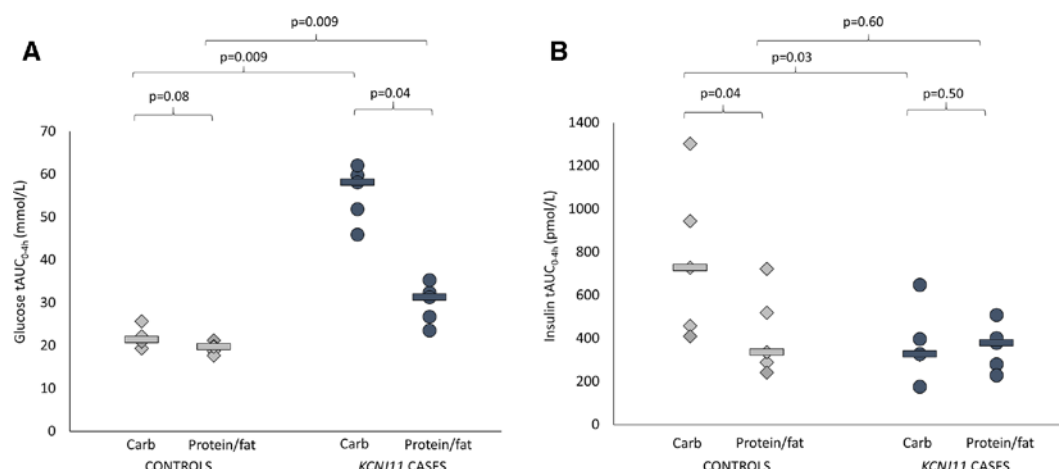 A
p=0.009
p=0.009
p=0.08
p=0.04
Glucose tAUC0-4h (mmol/L)
70
60
50
40
30
20
10
0
Carb
Protein/fat
Carb
Protein/fat
CONTROLS
KCNJ11 CASES
B
p=0.60
p=0.03
p=0.04
p=0.50
Insulin tAUC0-4h (pmol/L)
1400
1200
1000
800
600
400
200
0
Carb
Protein/fat
Carb
Protein/fat
CONTROLS
KCNJ11 CASES